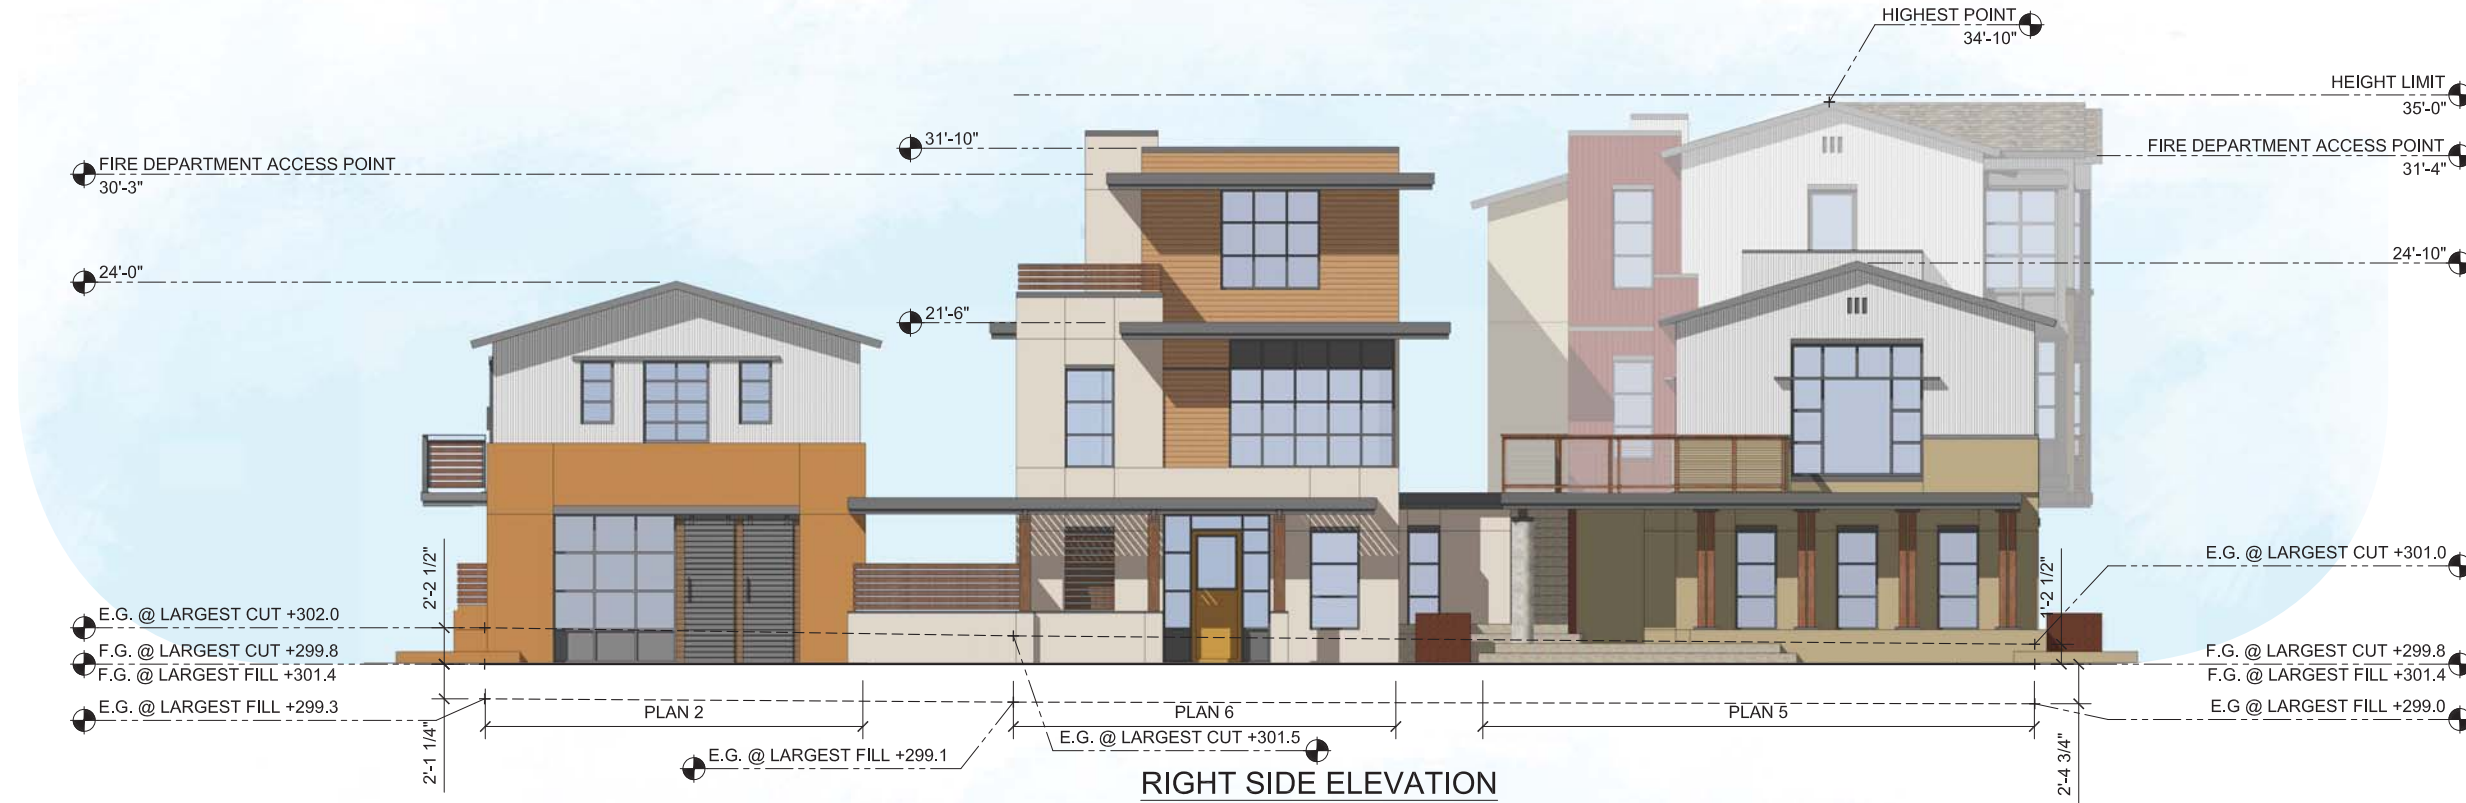 HIGHEST POINT
34'-10"
HEIGHT LIMIT
35'-0"
31'-10"
FIRE DEPARTMENT ACCESS POINT
31'-4"
FIRE DEPARTMENT ACCESS POINT
30'-3"
24'-10"
24'-0"
21'-6"
2'-2 1/2"
1'-2 1/2"
E.G. @ LARGEST CUT +301.0
E.G. @ LARGEST CUT +302.0
F.G. @ LARGEST CUT +299.8
F.G. @ LARGEST CUT +299.8
F.G. @ LARGEST FILL +301.4
F.G. @ LARGEST FILL +301.4
E.G. @ LARGEST FILL +299.3
PLAN 2
PLAN 6
PLAN 5
E.G @ LARGEST FILL +299.0
2'-1 1/4"
E.G. @ LARGEST CUT +301.5
E.G. @ LARGEST FILL +299.1
2'-4 3/4"
RIGHT SIDE ELEVATION